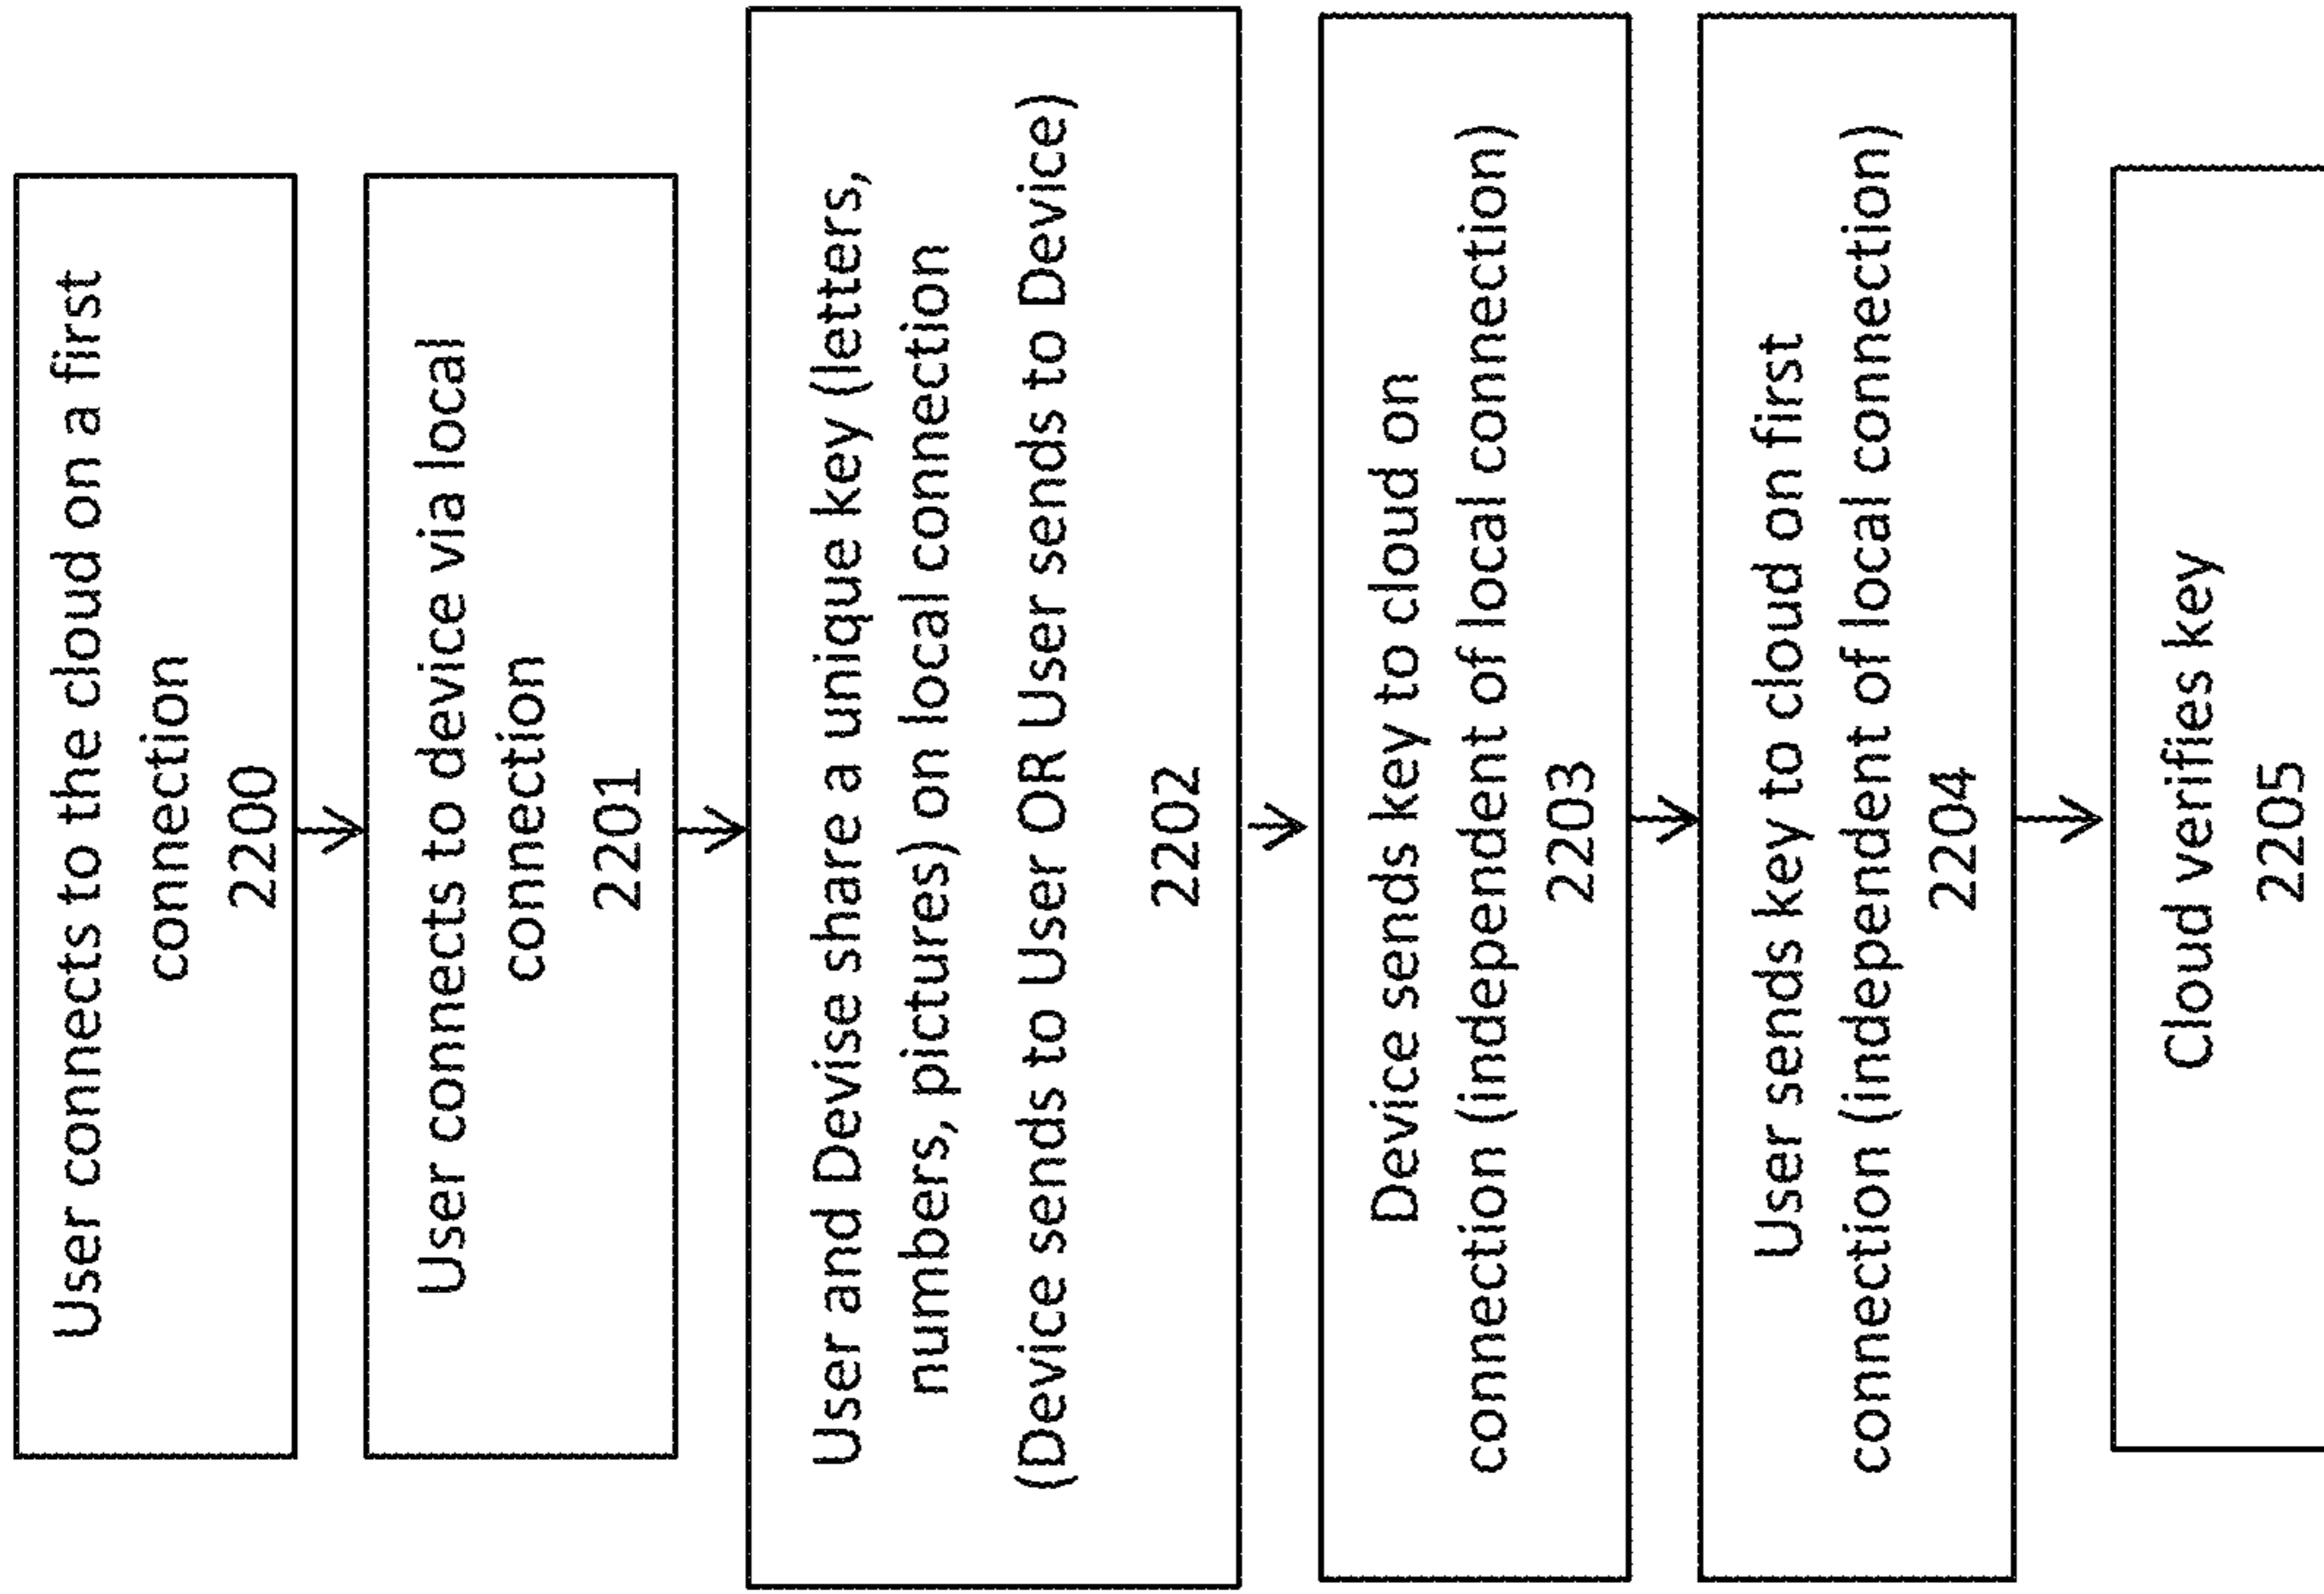 User connects to the cloud on a first
connection
2200
User connects to device via local
connection
2201
User and Devise share a unique key (letters,
numbers, pictures) on local connection
(Device sends to User OR User sends to Device)
2202
Device sends key to cloud on
connection (independent of local connection)
2203
User sends key to cloud on first
connection (independent of local connection)
2204
Cloud verifies key
2205